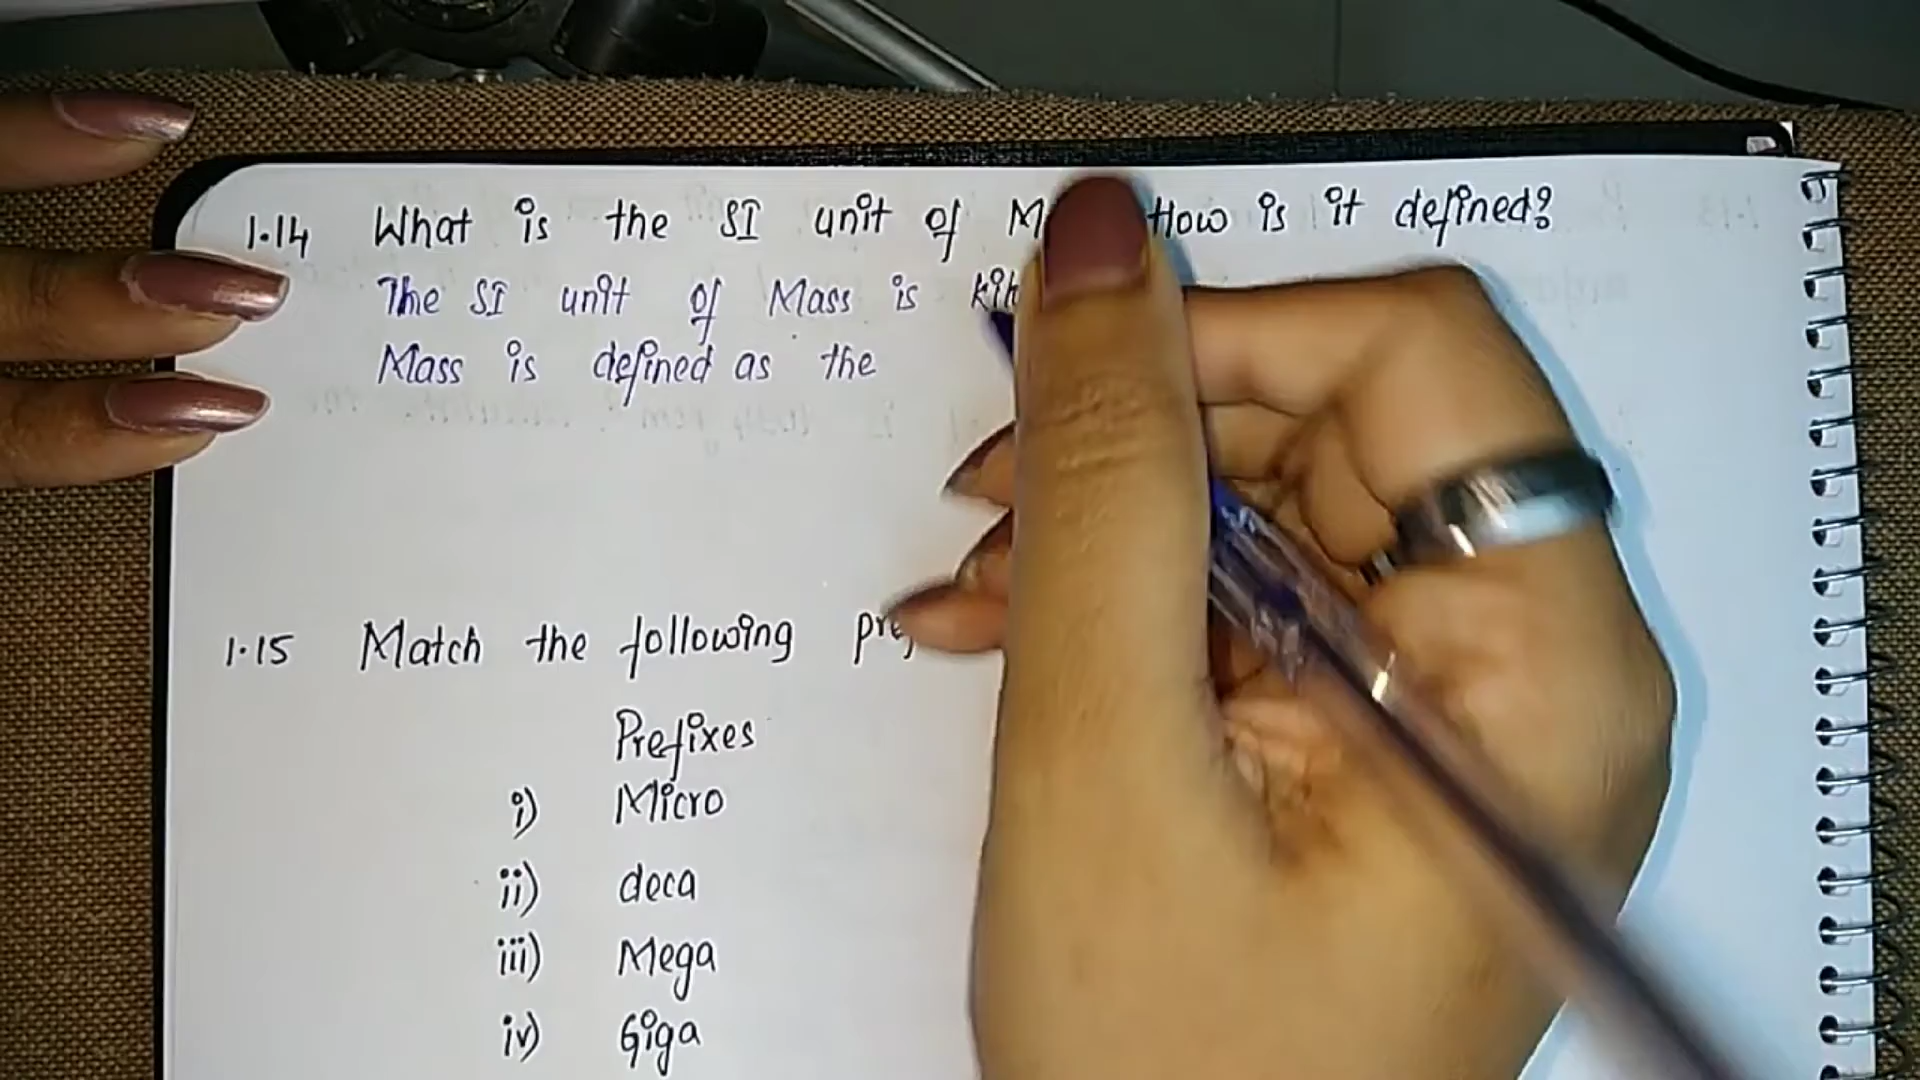 1.14 What is the SI unit of M How is it defined?
The SI unit of Mass is
Mass is defined as the
1.15 Match the following
Prefixes
i) Micro
ii) deca
iii) Mega
iv) Giga